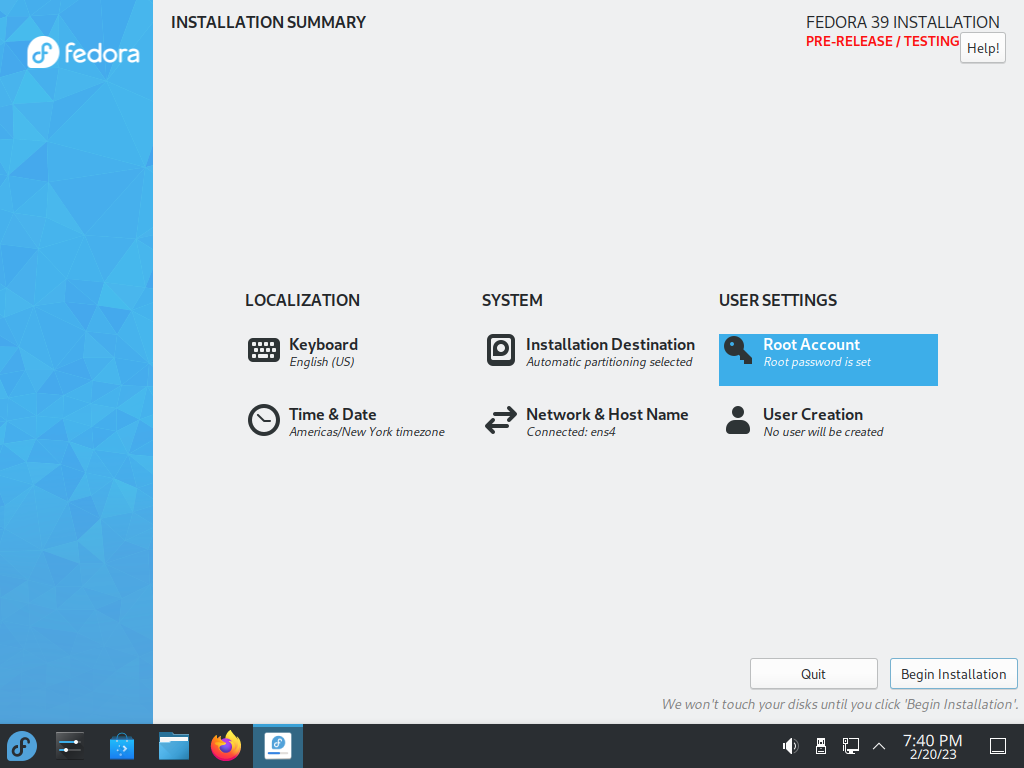 fedora
INSTALLATION SUMMARY
FEDORA 39 INSTALLATION
PRE-RELEASE / TESTING
Help!
LOCALIZATION
Keyboard
English (US)
Time & Date
Americas/New York timezone
SYSTEM
Installation Destination
Automatic partitioning selected
Network & Host Name
Connected: ens4
USER SETTINGS
Root Account
Root password is set
User Creation
No user will be created
Quit
Begin Installation
We won't touch your disks until you click 'Begin Installation'.
7:40 PM
2/20/23